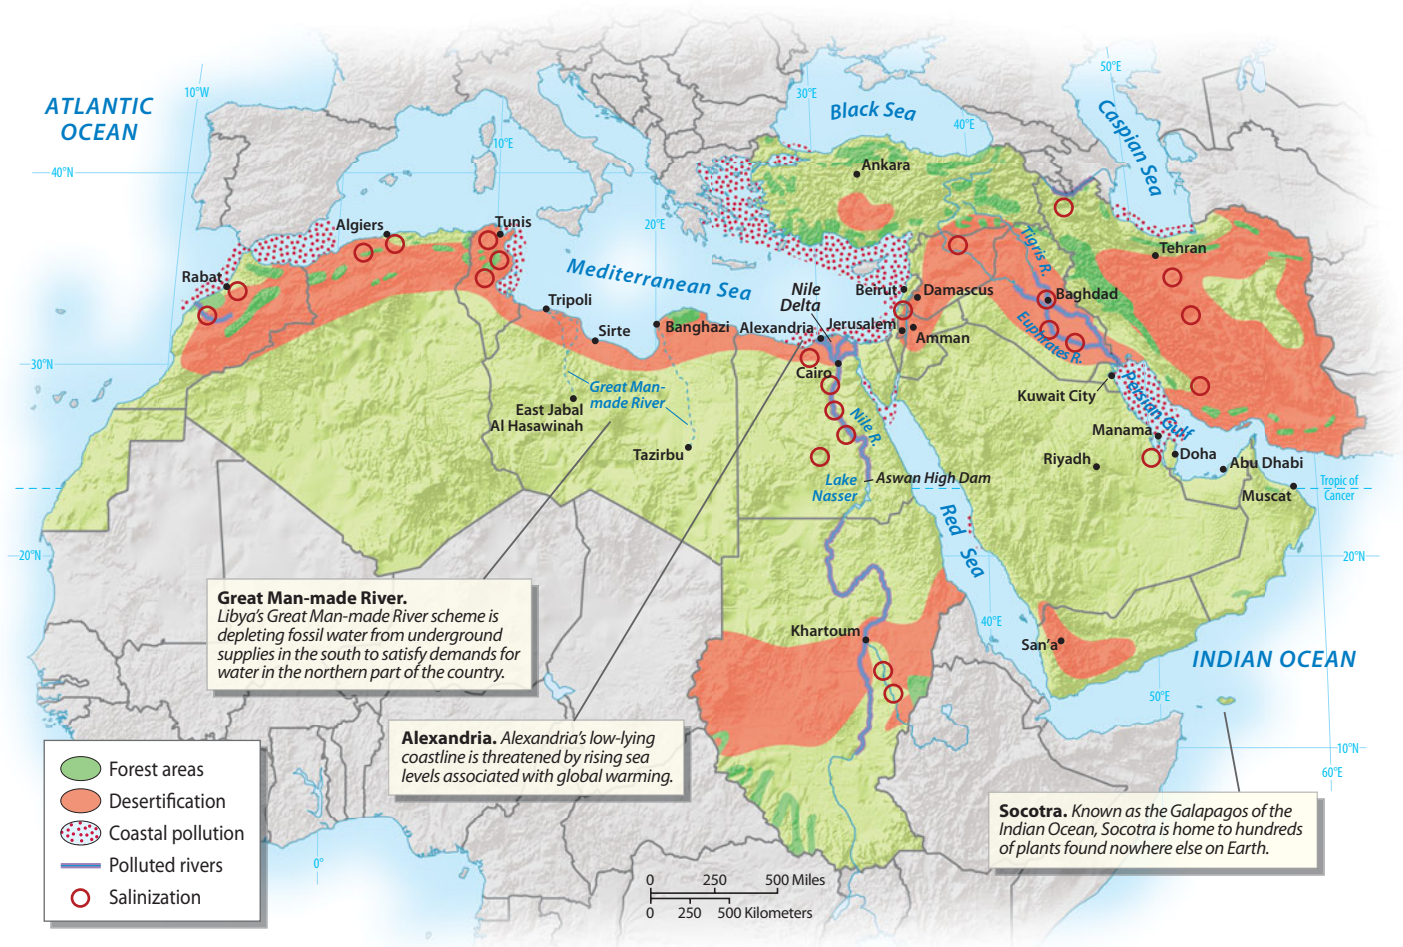 50°E
10°W
30°E
ATLANTIC
OCEAN
Black Sea
Caspian Sea
40°E
10°E
40°N
Ankara
Algiers
Tunis
20°E
Tigris R.
Tehran
Rabat
Mediterranean Sea
Nile
Delta
Beirut
Damascus
Baghdad
Tripoli
Sirte
Banghazi
Alexandria
Jerusalem
Amman
Euphrates R.
30°N
Cairo
Great Man-
made River
Kuwait City
Persian Gulf
East Jabal
Al Hasawinah
Nile R.
Manama
Tazirbu
Riyadh
Doha
Abu Dhabi
Lake
Nasser
Aswan High Dam
Muscat
Tropic of
Cancer
Red Sea
20°N
20°N
Great Man-made River.
Libya's Great Man-made River scheme is
depleting fossil water from underground
supplies in the south to satisfy demands for
water in the northern part of the country.
Khartoum
40°E
San'a
INDIAN OCEAN
50°E
Alexandria. Alexandria's low-lying
coastline is threatened by rising sea
levels associated with global warming.
10°N
60°E
Forest areas
Desertification
Coastal pollution
Polluted rivers
Salinization
0°
Socotra. Known as the Galapagos of the
Indian Ocean, Socotra is home to hundreds
of plants found nowhere else on Earth.
0 250 500 Miles
0 250 500 Kilometers